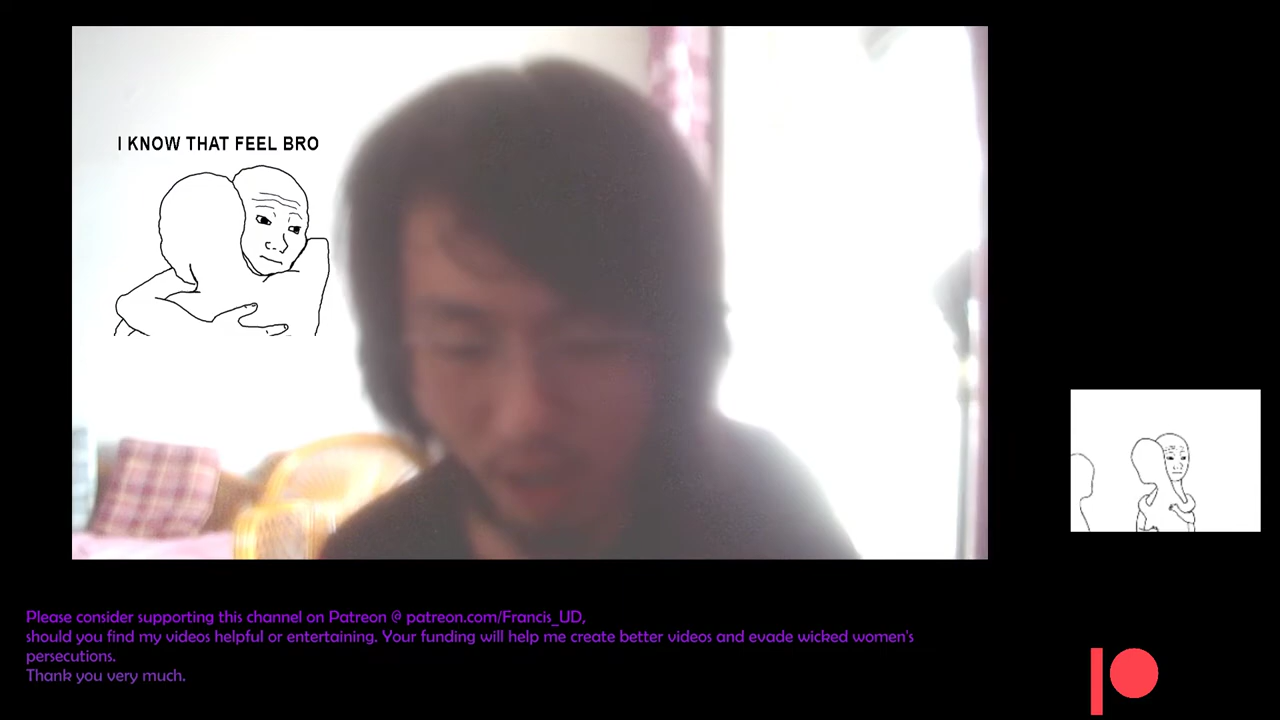 I KNOW THAT FEEL BRO
Please consider supporting this channel on Patreon @ patreon.com/Francis_UD,
should you find my videos helpful or entertaining. Your funding will help me create better videos and evade wicked women's
persecutions.
Thank you very much.